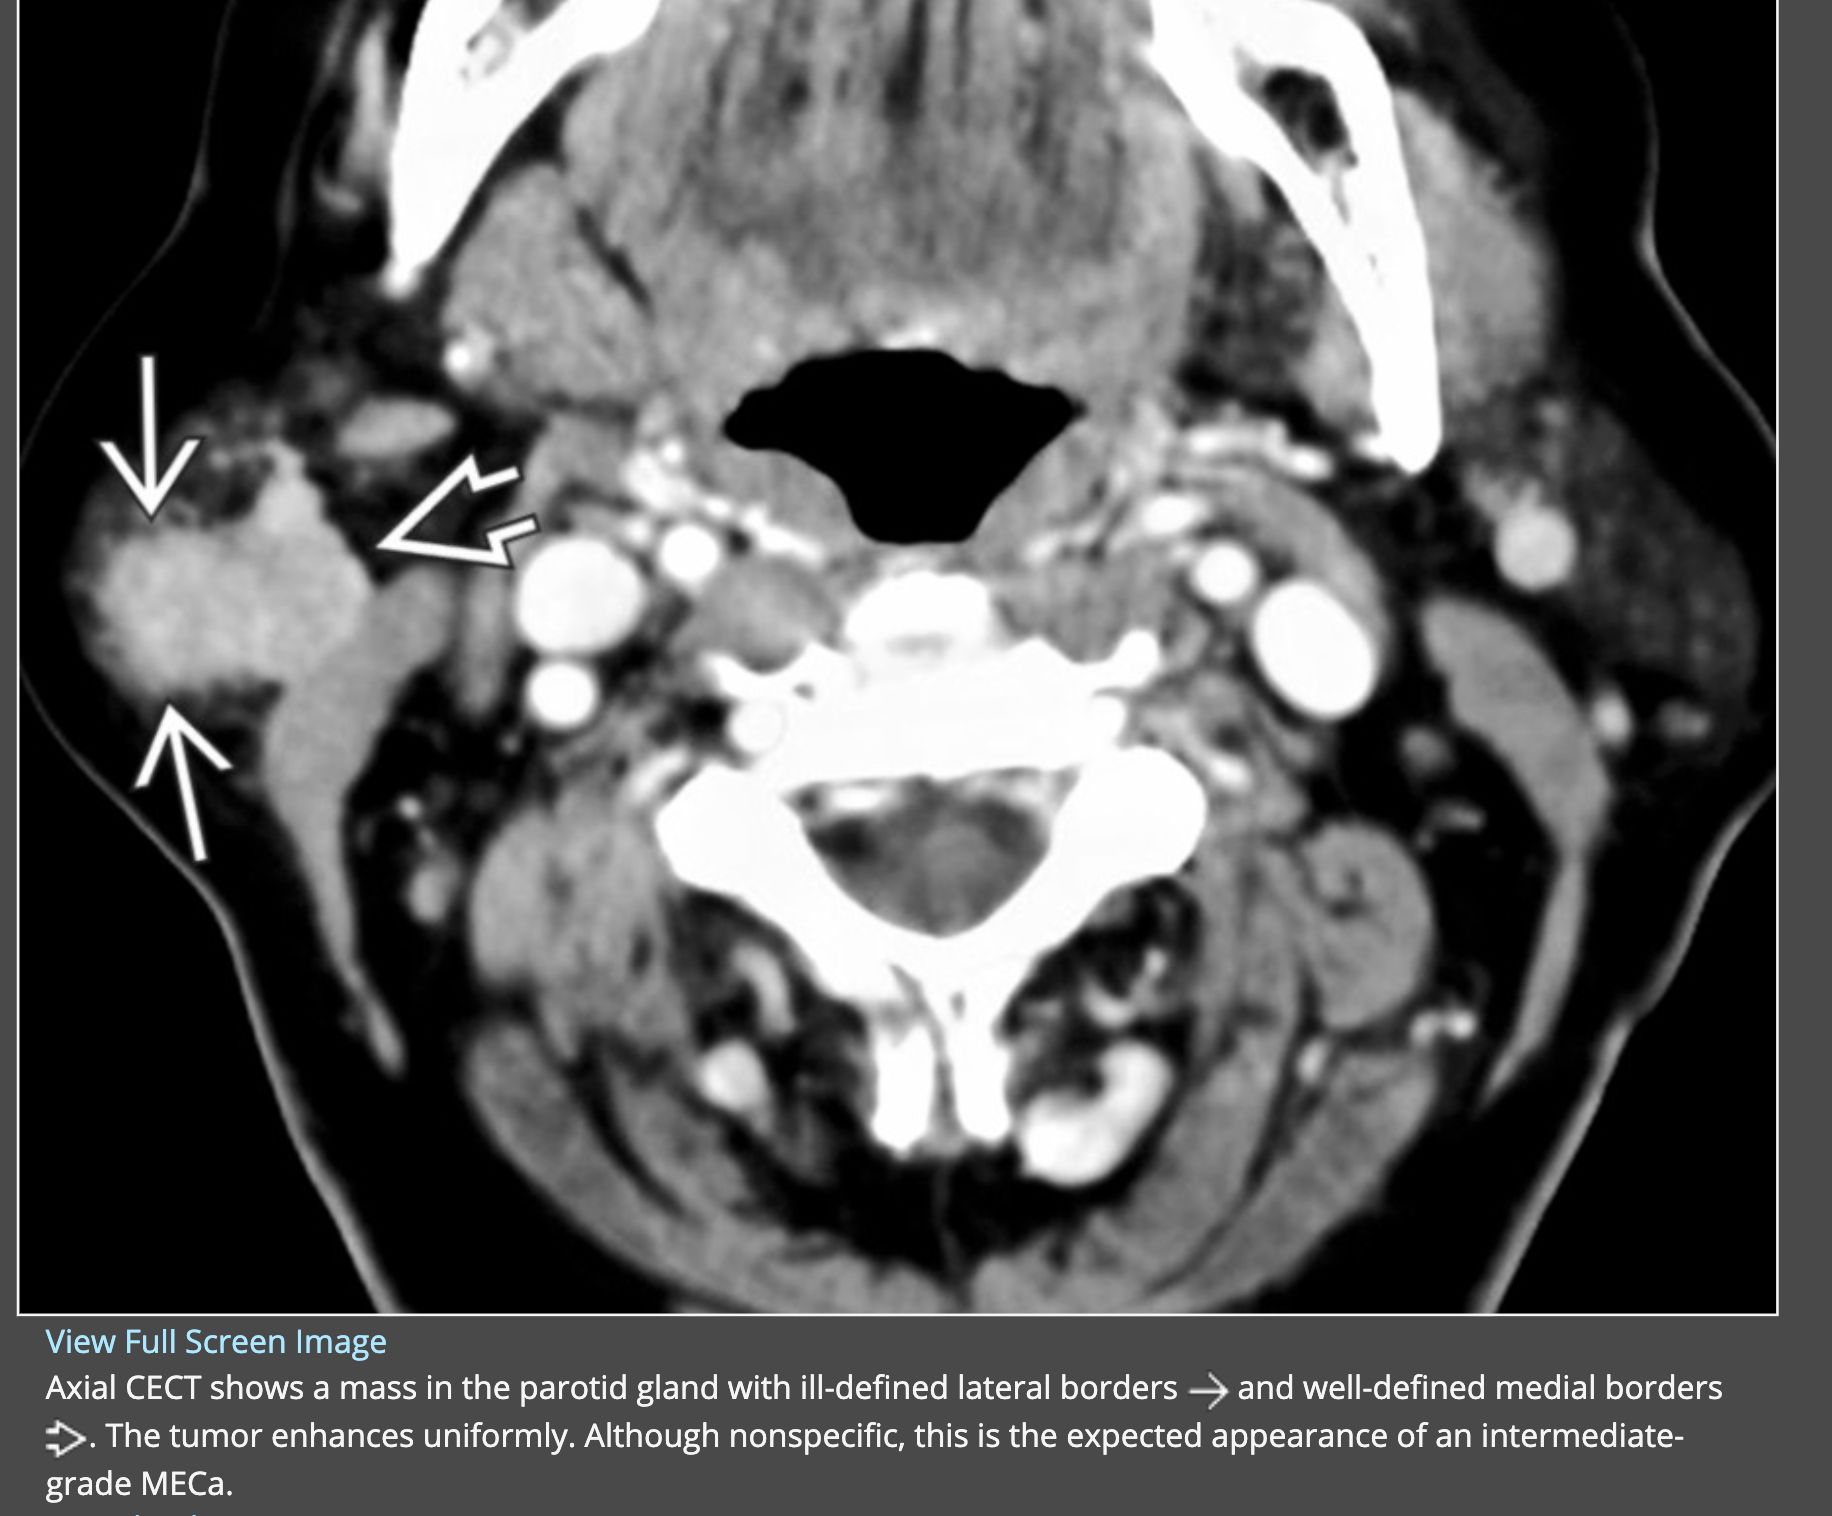 View Full Screen Image
Axial CECT shows a mass in the parotid gland with ill-defined lateral borders → and well-defined medial borders
⇨. The tumor enhances uniformly. Although nonspecific, this is the expected appearance of an intermediate-
grade MECa.